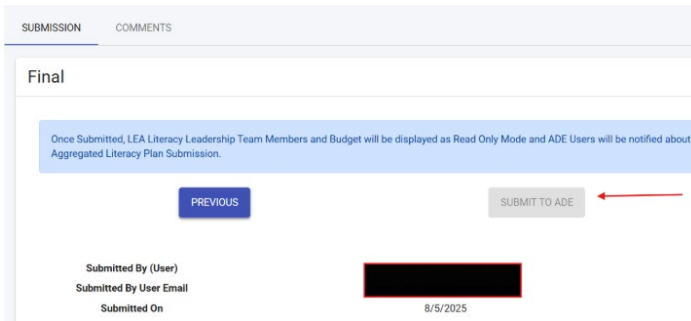 SUBMISSION COMMENTS
Final
Once Submitted, LEA Literacy Leadership Team Members and Budget will be displayed as Read Only Mode and ADE Users will be notified about
Aggregated Literacy Plan Submission.
PREVIOUS SUBMIT TO ADE
Submitted By (User)
Submitted By User Email
Submitted On 8/5/2025